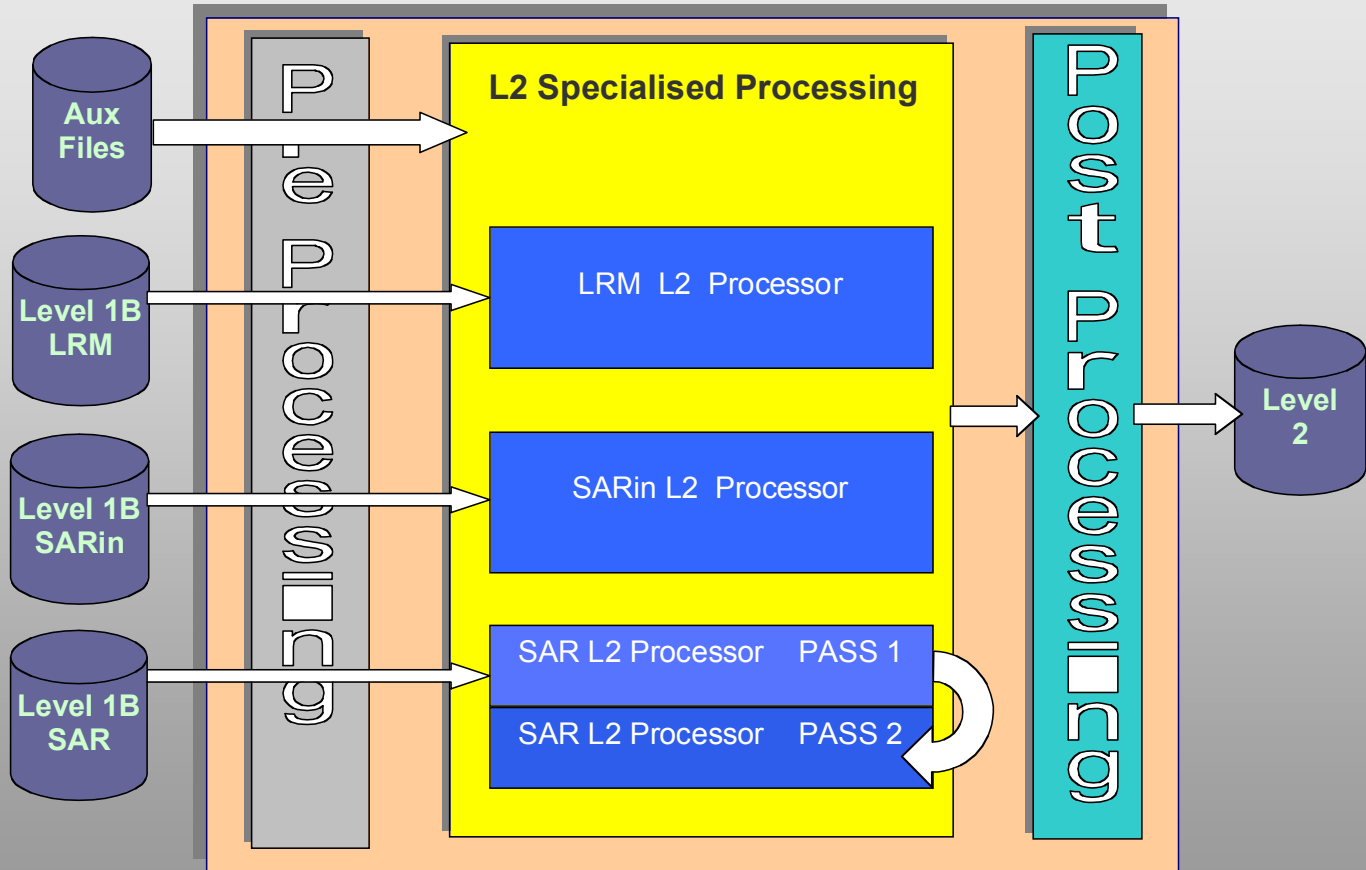 Aux
Files
Level 1B
LRM
Level 1B
SARin
Level 1B
SAR
Pre Processing
L2 Specialised Processing
LRM L2 Processor
SARin L2 Processor
SAR L2 Processor PASS 1
SAR L2 Processor PASS 2
Post Processing
Level
2